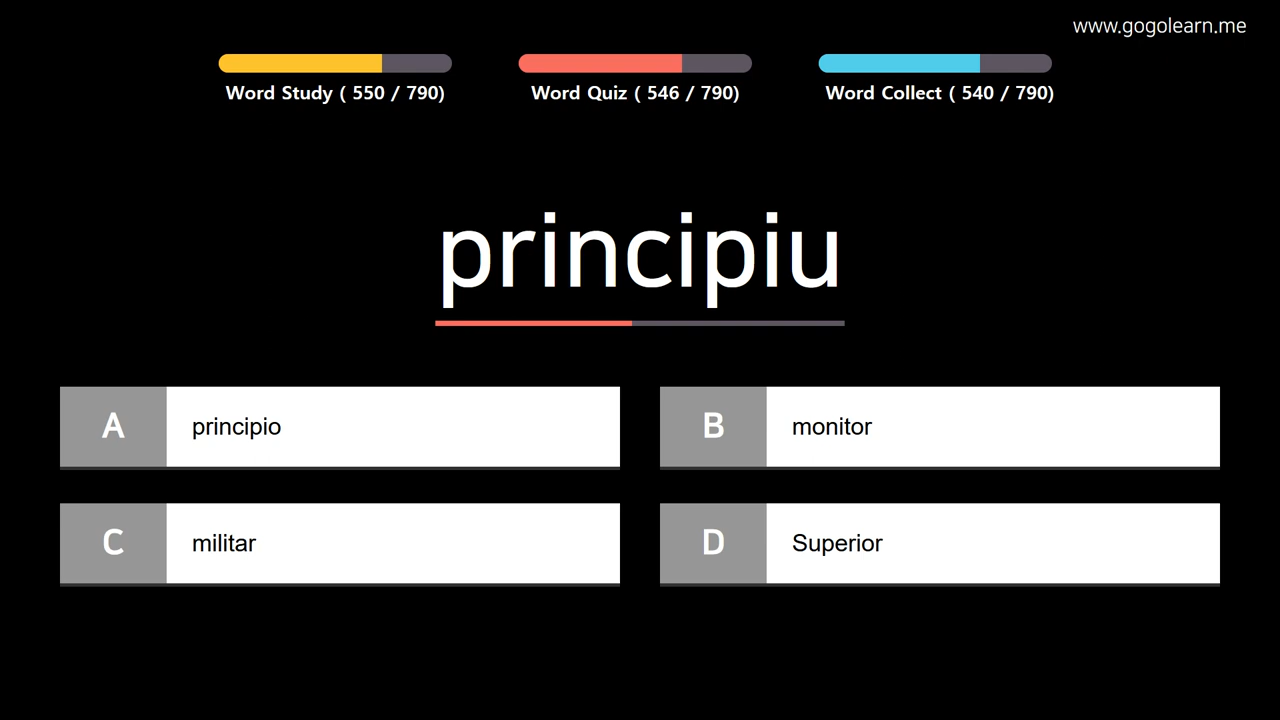 www.gogolearn.me
Word Study ( 550 / 790)
Word Quiz ( 546 / 790)
Word Collect ( 540 / 790)
principiu
A principio
B monitor
C militar
D Superior